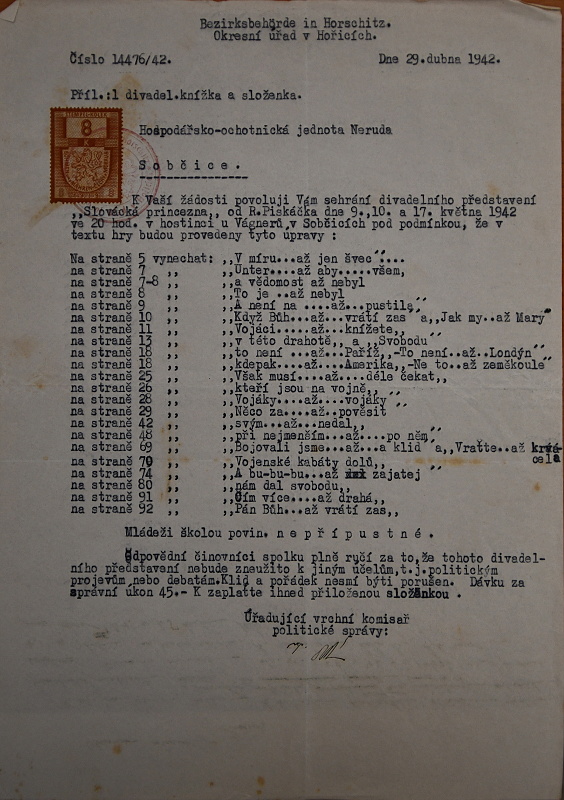 Bezirksbehörde in Horschitz.
Okresní úřad v Hořicích.
Číslo 14476/42. Dne 29.dubna 1942.
Příl.:1 divadel.knížka a složenka.
STEMPELMARKE
8
K
Hospodářsko-ochotnická jednota Neruda
S o b č i c e .
K Vaší žádosti povoluji Vám sehrání divadelního představení
,,Slovácká princezna,, od R.Piskáčka dne 9.,10. a 17. května 1942
ve 20 hod. v hostinci u Vágnerů v Sobčicích pod podmínkou, že v
textu hry budou provedeny tyto úpravy :
Na straně 5 vynechat: ,,V míru...až jen švec´´...
na straně 7 ,, ,,Unter....až aby.....všem,
na straně 7-8 ,, ,,a vědomost až nebyl
na straně 8 ,, ,,To je ..až nebyl ´´
na straně 9 ,, ,,A není na ....až...pustila´´
na straně 10 ,, ,,Když Bůh...až...vrátí zas´´a,,Jak my..až Mary´´
na straně 11 ,, ,,Vojáci....až...knížete,,
na straně 13 ,, ,,v této drahotě,, a ,,Svobodu´´
na straně 18 ,, ,,to není ...až...Paříž,,-To není..až..Londýn´´
na straně 18 ,, ,,kdepak ...až....Amerika,,-Ne to..až zeměkoule´´
na straně 25 ,, ,,Však musí....až....déle čekat,,
na straně 26 ,, ,,kteří jsou na vojně,, ´´
na straně 28 ,, ,,Vojáky....až....vojáky´´
na straně 29 ,, ,,Něco za....až..pověsit
na straně 42 ,, ,,svým...až...nedal,,
na straně 48 ,, ,,při nejmenším...až....po něm´´
na straně 69 ,, ,,Bojovali jsme...až...a klid´´a,,Vraťte..až krvá
cela
na straně 70 ,, ,,Vojenské kabáty dolů,,
na straně 74 ,, ,,A bu-bu-bu...až zajatej´´
na straně 80 ,, ,,nám dal svobodu,,
na straně 91 ,, ,,Čím více....až drahá,,
na straně 92 ,, ,,Pán Bůh...až vrátí zas,,
Mládeži školou povin. n e p ř í p u s t n é .
Odpovědní činovníci spolku plně ručí za to,že tohoto divadel-
ního představení nebude zneužito k jiným účelům,t.j.politickým
projevům nebo debatám.Klid a pořádek nesmí býti porušen. Dávku za
správní úkon 45.- K zaplaťte ihned přiloženou složenkou .
Úřadující vrchní komisař
politické správy: